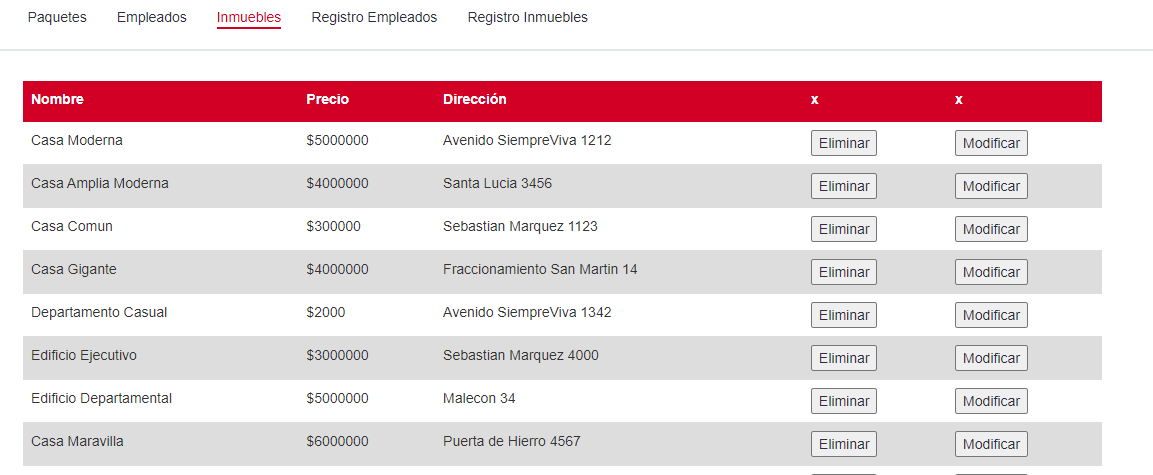 Paquetes Empleados Inmuebles Registro Empleados Registro Inmuebles
Nombre Precio Dirección x x
Casa Moderna $5000000 Avenido SiempreViva 1212 Eliminar Modificar
Casa Amplia Moderna $4000000 Santa Lucia 3456 Eliminar Modificar
Casa Comun $300000 Sebastian Marquez 1123 Eliminar Modificar
Casa Gigante $4000000 Fraccionamiento San Martin 14 Eliminar Modificar
Departamento Casual $2000 Avenido SiempreViva 1342 Eliminar Modificar
Edificio Ejecutivo $3000000 Sebastian Marquez 4000 Eliminar Modificar
Edificio Departamental $5000000 Malecon 34 Eliminar Modificar
Casa Maravilla $6000000 Puerta de Hierro 4567 Eliminar Modificar